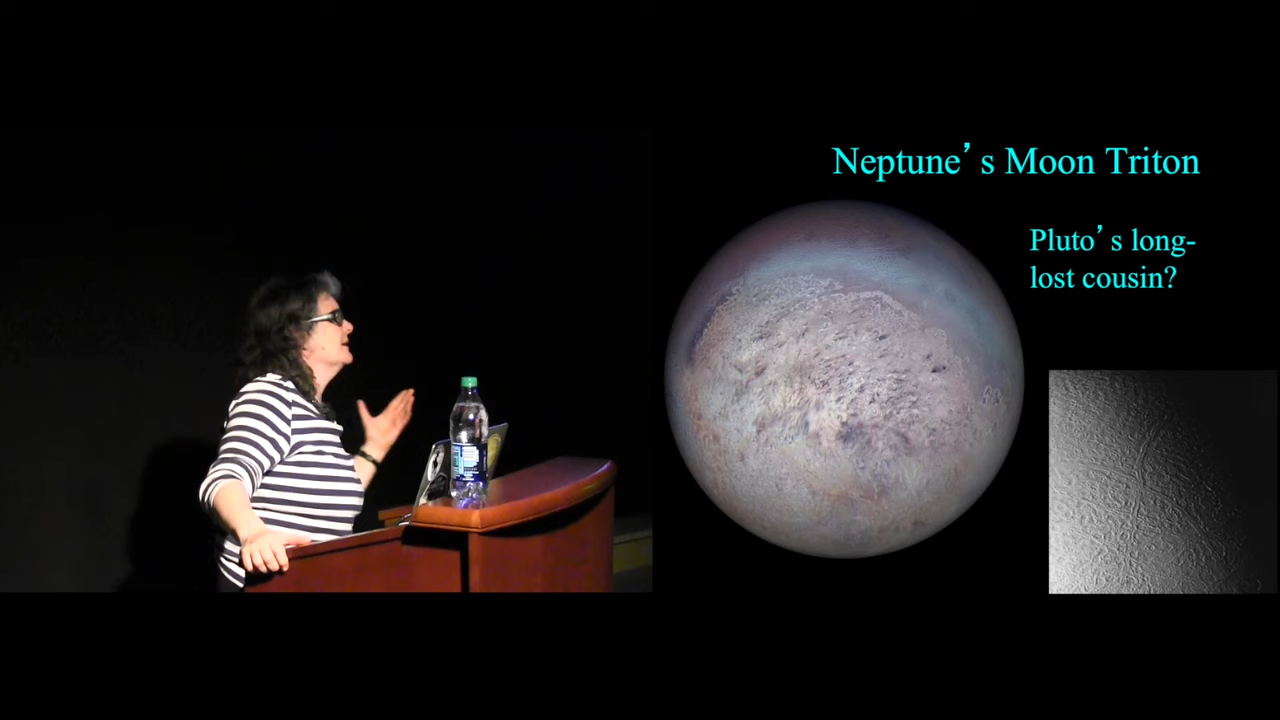 Neptune’s Moon Triton
Pluto’s long-
lost cousin?